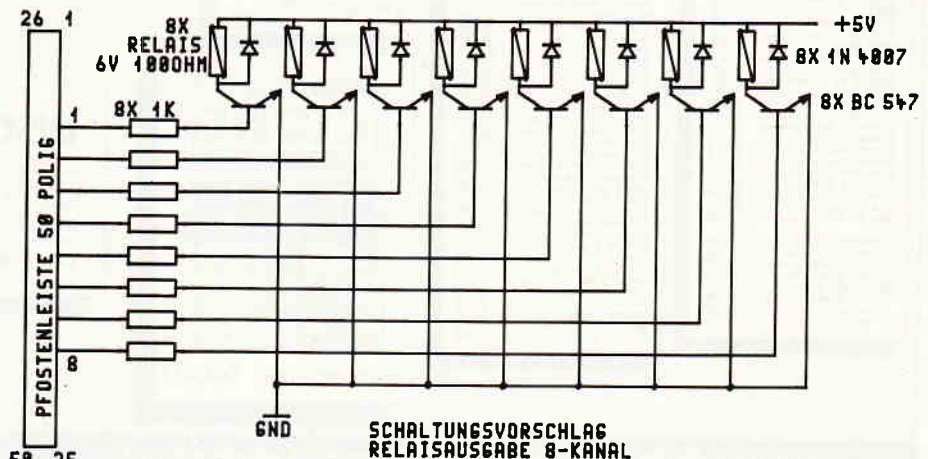 26 1
8X
RELAIS
6V 100OHM
+5V
8X 1N 4007
8X BC 547
8X 1K
1
PFOSTENLEISTE 50 POLIG
8
GND
SCHALTUNGSVORSCHLAG
RELAISAUSGABE 8-KANAL
50 25